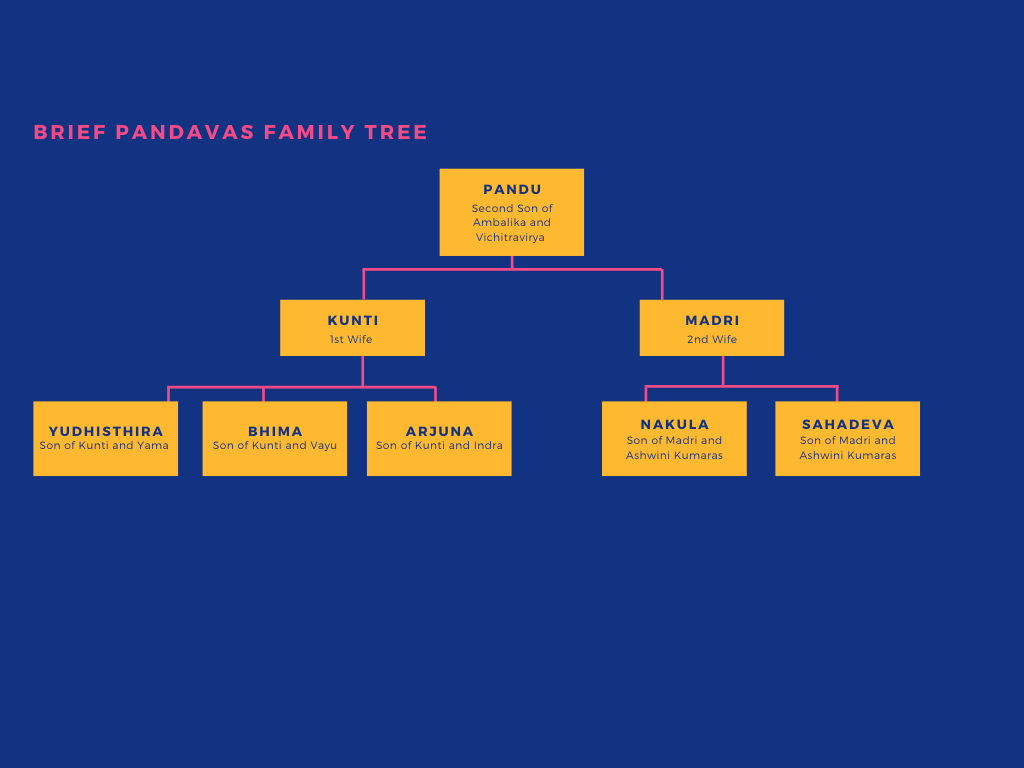 BRIEF PANDAVAS FAMILY TREE
PANDU
Second Son of
Ambalika and
Vichitravirya
KUNTI
1st Wife
MADRI
2nd Wife
YUDHISTHIRA
Son of Kunti and Yama
BHIMA
Son of Kunti and Vayu
ARJUNA
Son of Kunti and Indra
NAKULA
Son of Madri and
Ashwini Kumaras
SAHADEVA
Son of Madri and
Ashwini Kumaras